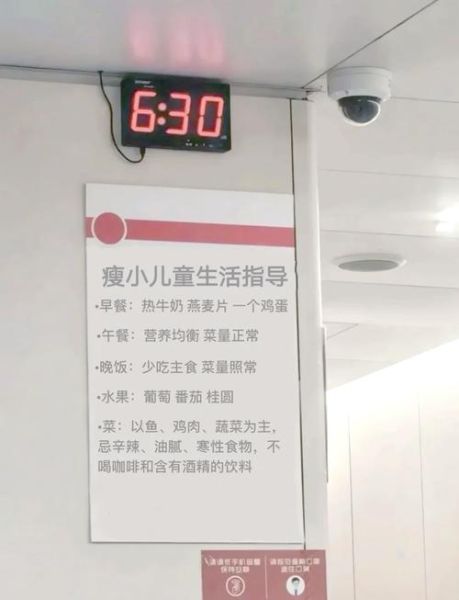 6:30
瘦小儿童生活指导
•早餐：热牛奶 燕麦片 一个鸡蛋
•午餐：营养均衡 菜量正常
•晚饭：少吃主食 菜量照常
•水果：葡萄 番茄 桂圆
•菜：以鱼、鸡肉、蔬菜为主，
忌辛辣、油腻、寒性食物，不
喝咖啡和含有酒精的饮料